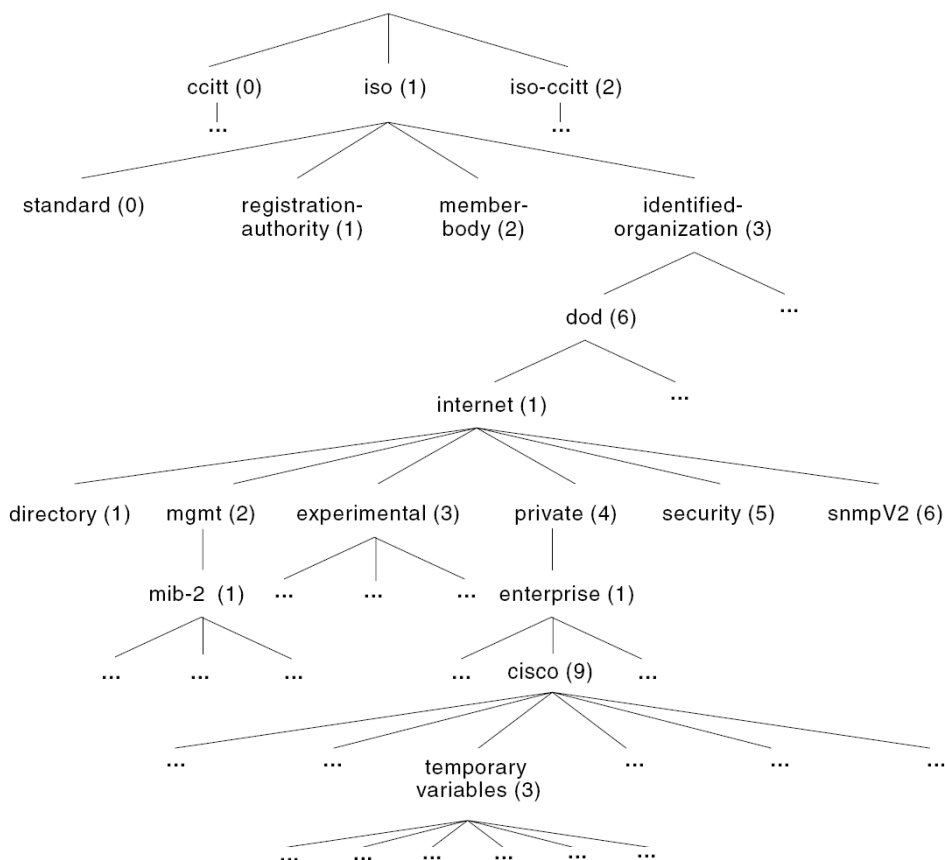 ccitt (0) iso (1) iso-ccitt (2)
... ...
standard (0) registration- member- identified-
authority (1) body (2) organization (3)
...
dod (6)
...
internet (1)
directory (1) mgmt (2) experimental (3) private (4) security (5) snmpV2 (6)
mib-2 (1) ... ... ... enterprise (1)
... ... ... ... cisco (9) ...
... ... ... ... ...
temporary
variables (3)
... ... ... ... ... ...